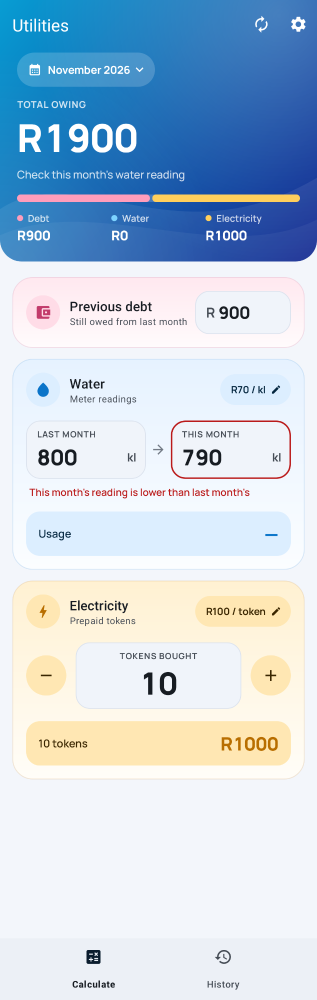 Utilities
November 2026
TOTAL OWING
R1900
Check this month's water reading
Debt
R900
Water
R0
Electricity
R1000
Previous debt
Still owed from last month
R 900
Water
Meter readings
R70 / kl
LAST MONTH
800 kl
THIS MONTH
790 kl
This month's reading is lower than last month's
Usage
—
Electricity
Prepaid tokens
R100 / token
TOKENS BOUGHT
− 10 +
10 tokens
R1000
Calculate
History